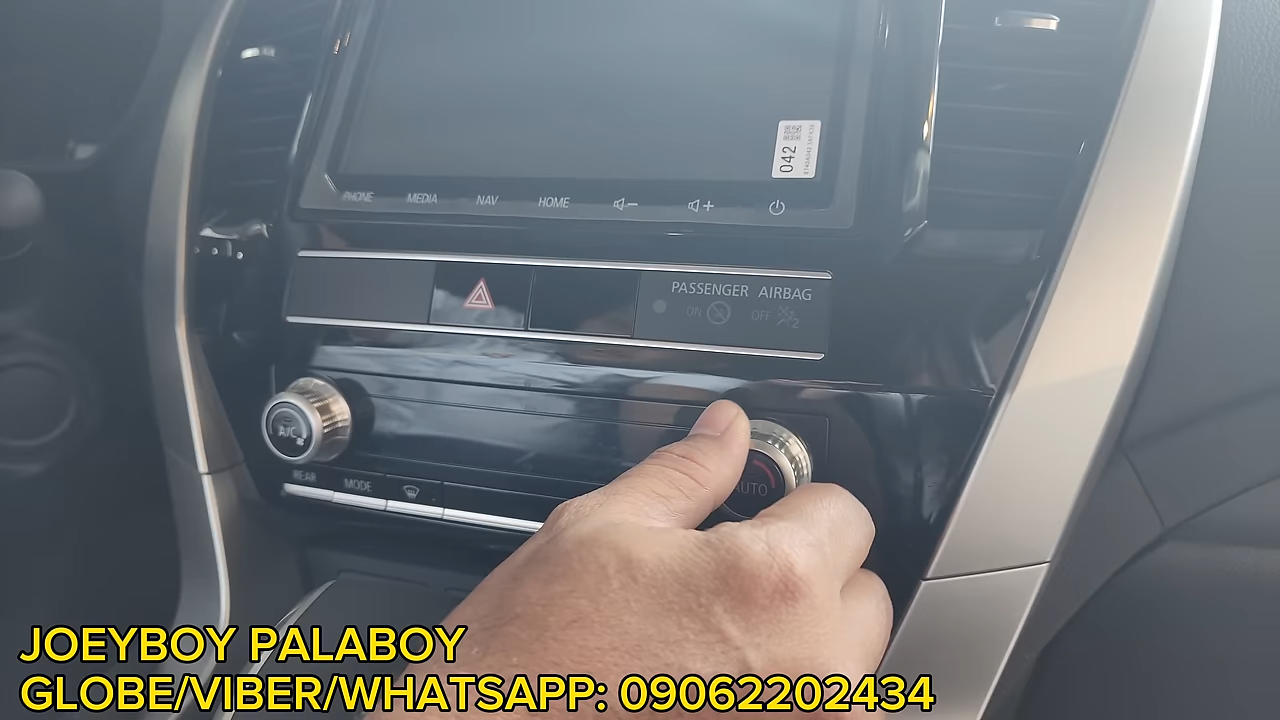 042
PHONE MEDIA NAV HOME
PASSENGER AIRBAG
ON OFF
A/C
AUTO
REAR MODE
JOEYBOY PALABOY
GLOBE/VIBER/WHATSAPP: 09062202434